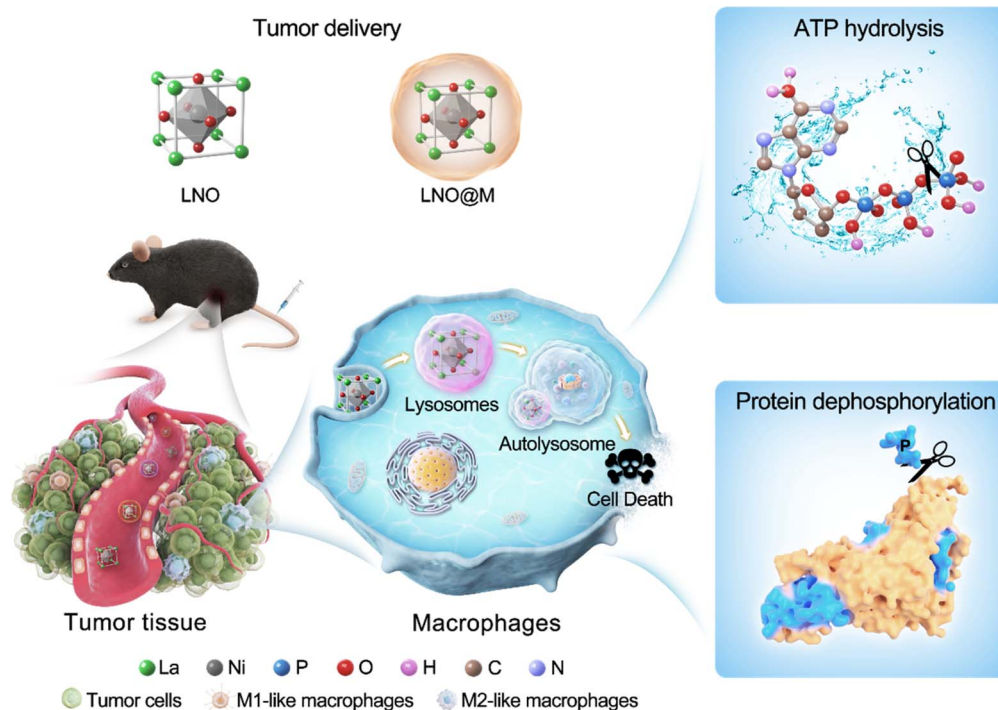 Tumor delivery
LNO
LNO@M
ATP hydrolysis
Lysosomes
Autolysosome
Cell Death
Protein dephosphorylation
P
Tumor tissue
Macrophages
La Ni P O H C N
Tumor cells M1-like macrophages M2-like macrophages